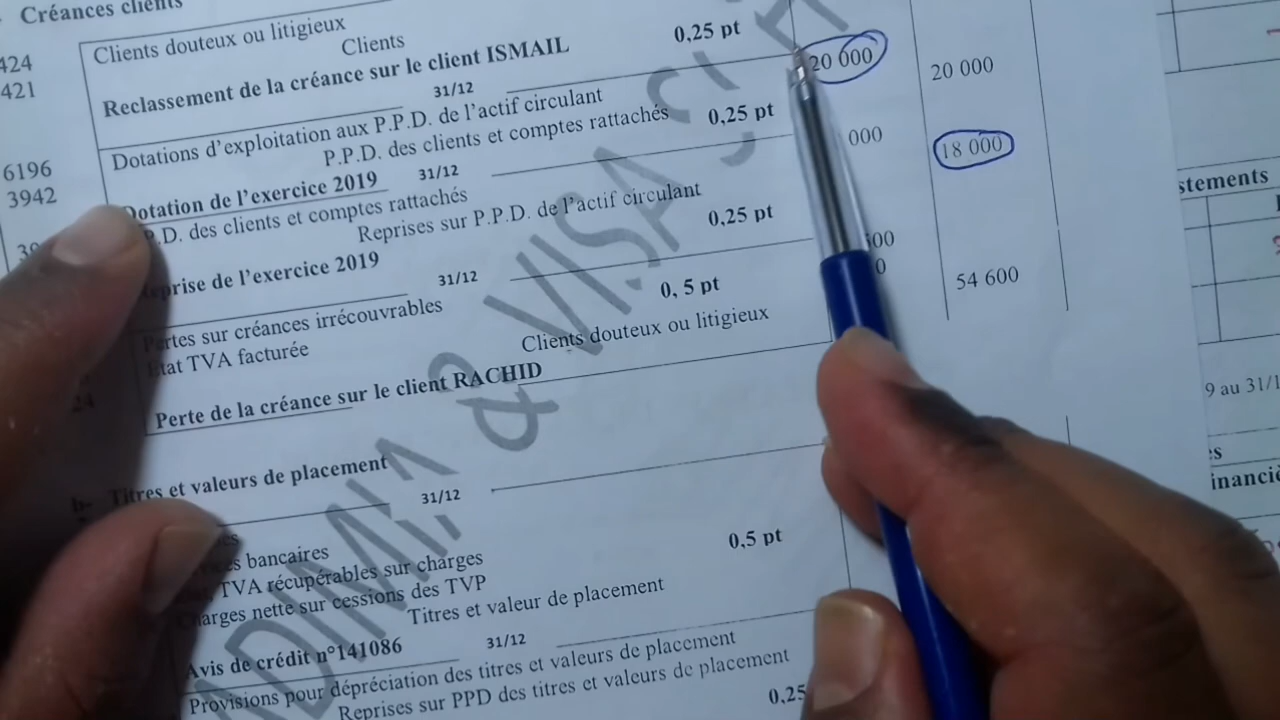 Créances clients
424 Clients douteux ou litigieux
421 Clients
Reclassement de la créance sur le client ISMAIL 0,25 pt
31/12
6196 Dotations d'exploitation aux P.P.D. de l'actif circulant 20 000
3942 P.P.D. des clients et comptes rattachés 20 000
Dotation de l'exercice 2019 0,25 pt
31/12
P.D. des clients et comptes rattachés 000
Reprises sur P.P.D. de l'actif circulant 18 000
Reprise de l'exercice 2019 0,25 pt
31/12
Pertes sur créances irrécouvrables
Etat TVA facturée
Clients douteux ou litigieux 54 600
Perte de la créance sur le client RACHID 0, 5 pt
b- Titres et valeurs de placement
31/12
bancaires
TVA récupérables sur charges
Charges nette sur cessions des TVP
Titres et valeur de placement
Avis de crédit n°141086 0,5 pt
31/12
Provisions pour dépréciation des titres et valeurs de placement
Reprises sur PPD des titres et valeurs de placement
0,25
& VISA
stements
9 au 31/1